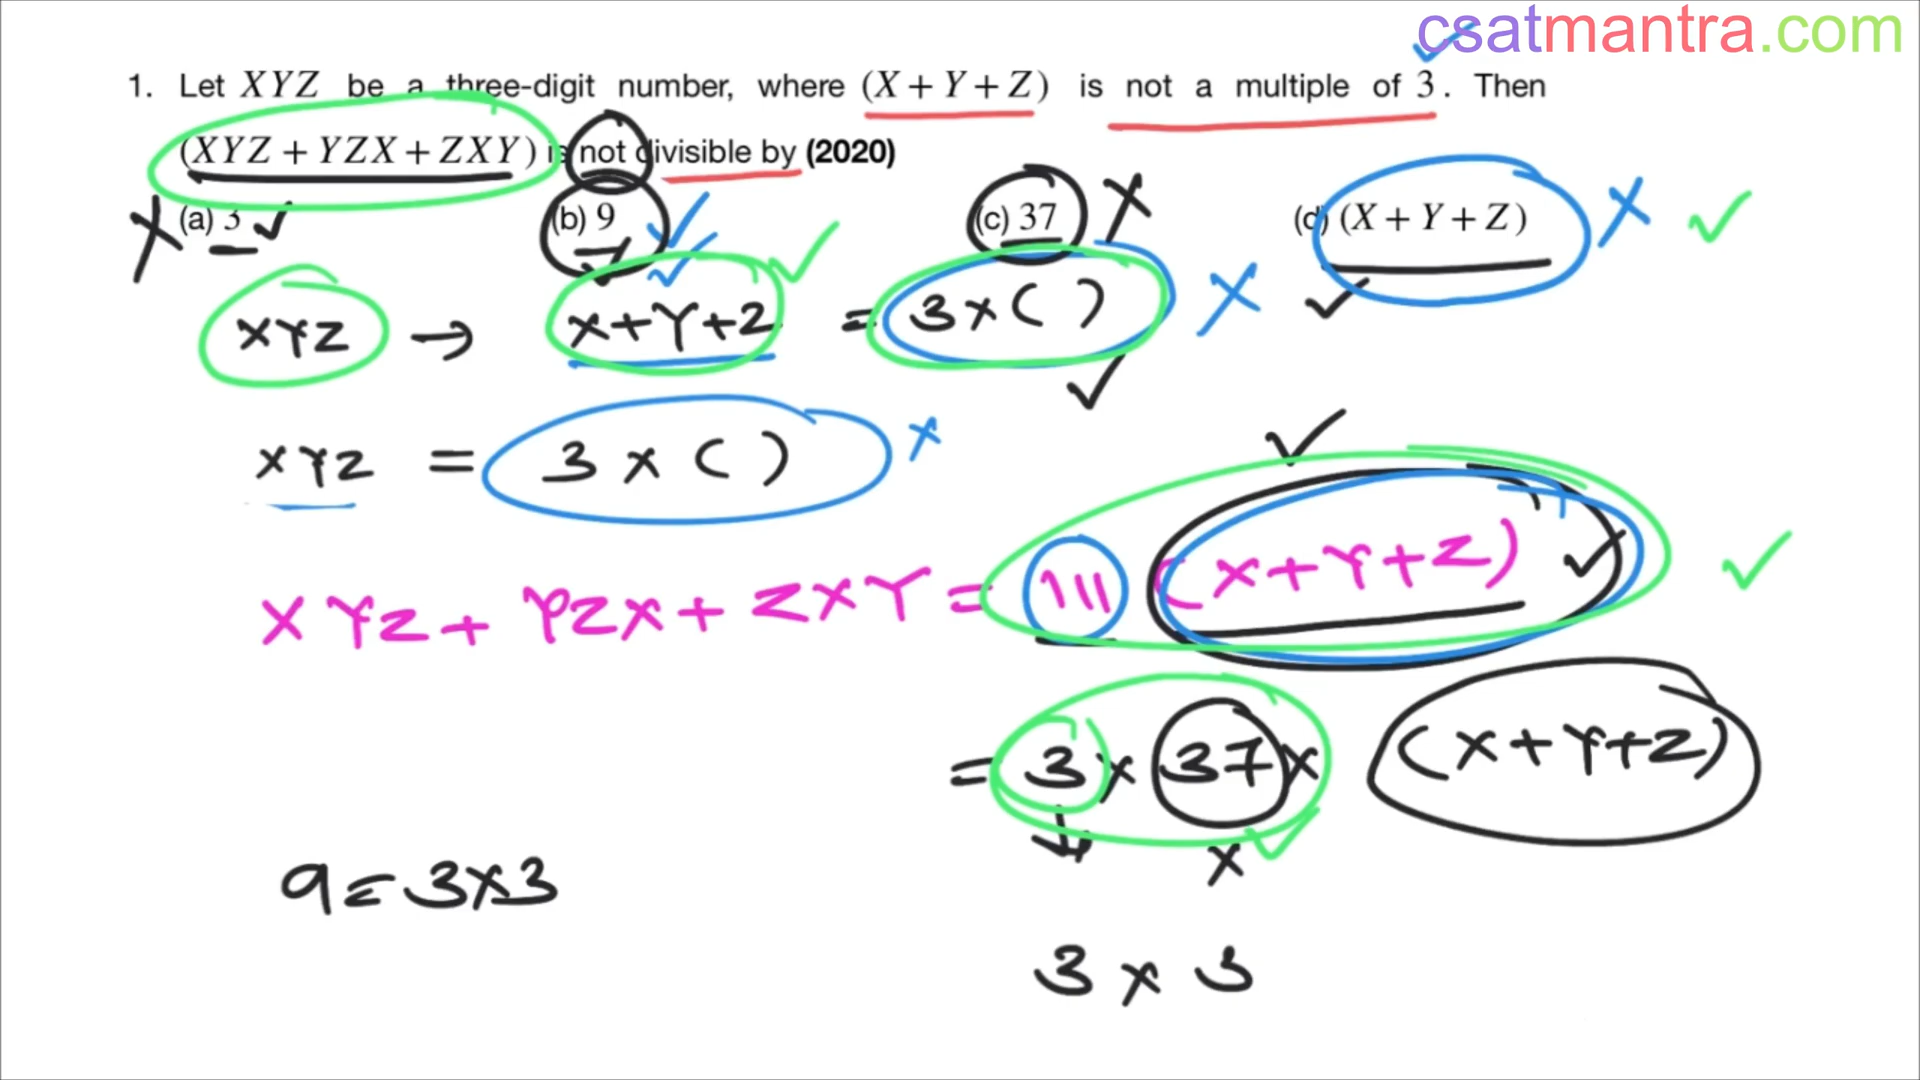 csatmantra.com
1. Let XYZ be a three-digit number, where (X + Y + Z) is not a multiple of 3. Then
(XYZ + YZX + ZXY) is not divisible by (2020)
(a) 3 (b) 9 (c) 37 (d) (X + Y + Z)
XYZ → X+Y+Z = 3 x ( )
XYZ = 3 x ( )
XYZ + YZX + ZXY = 111 (X+Y+Z)
= 3 x 37 x (X+Y+Z)
9 = 3x3
3 x 3